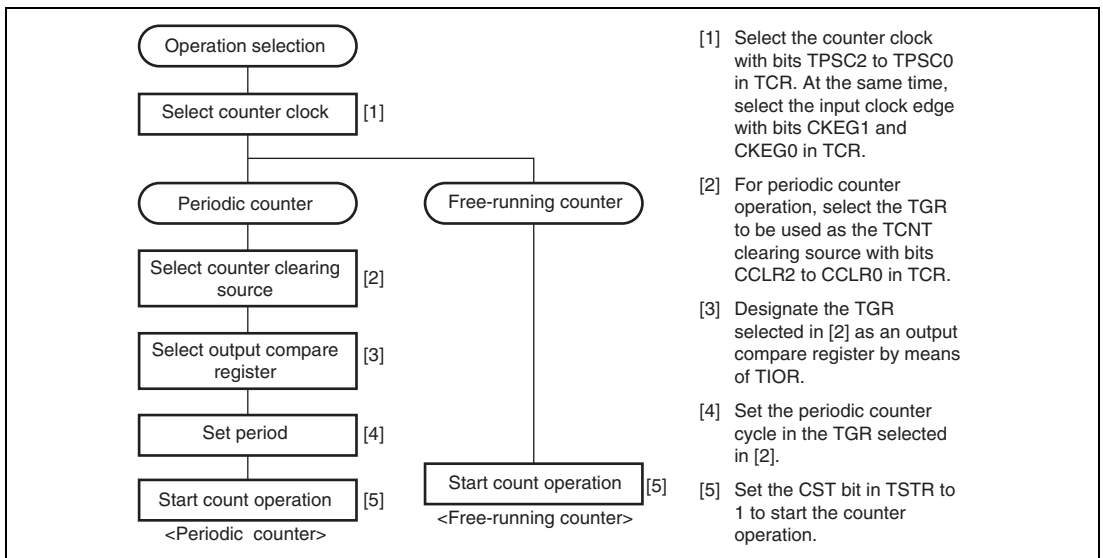 Operation selection
Select counter clock [1]
Periodic counter
Free-running counter
Select counter clearing
source
[2]
Select output compare
register
[3]
Set period [4]
Start count operation [5]
<Periodic counter>
Start count operation [5]
<Free-running counter>
[1] Select the counter clock
with bits TPSC2 to TPSC0
in TCR. At the same time,
select the input clock edge
with bits CKEG1 and
CKEG0 in TCR.
[2] For periodic counter
operation, select the TGR
to be used as the TCNT
clearing source with bits
CCLR2 to CCLR0 in TCR.
[3] Designate the TGR
selected in [2] as an output
compare register by means
of TIOR.
[4] Set the periodic counter
cycle in the TGR selected
in [2].
[5] Set the CST bit in TSTR to
1 to start the counter
operation.